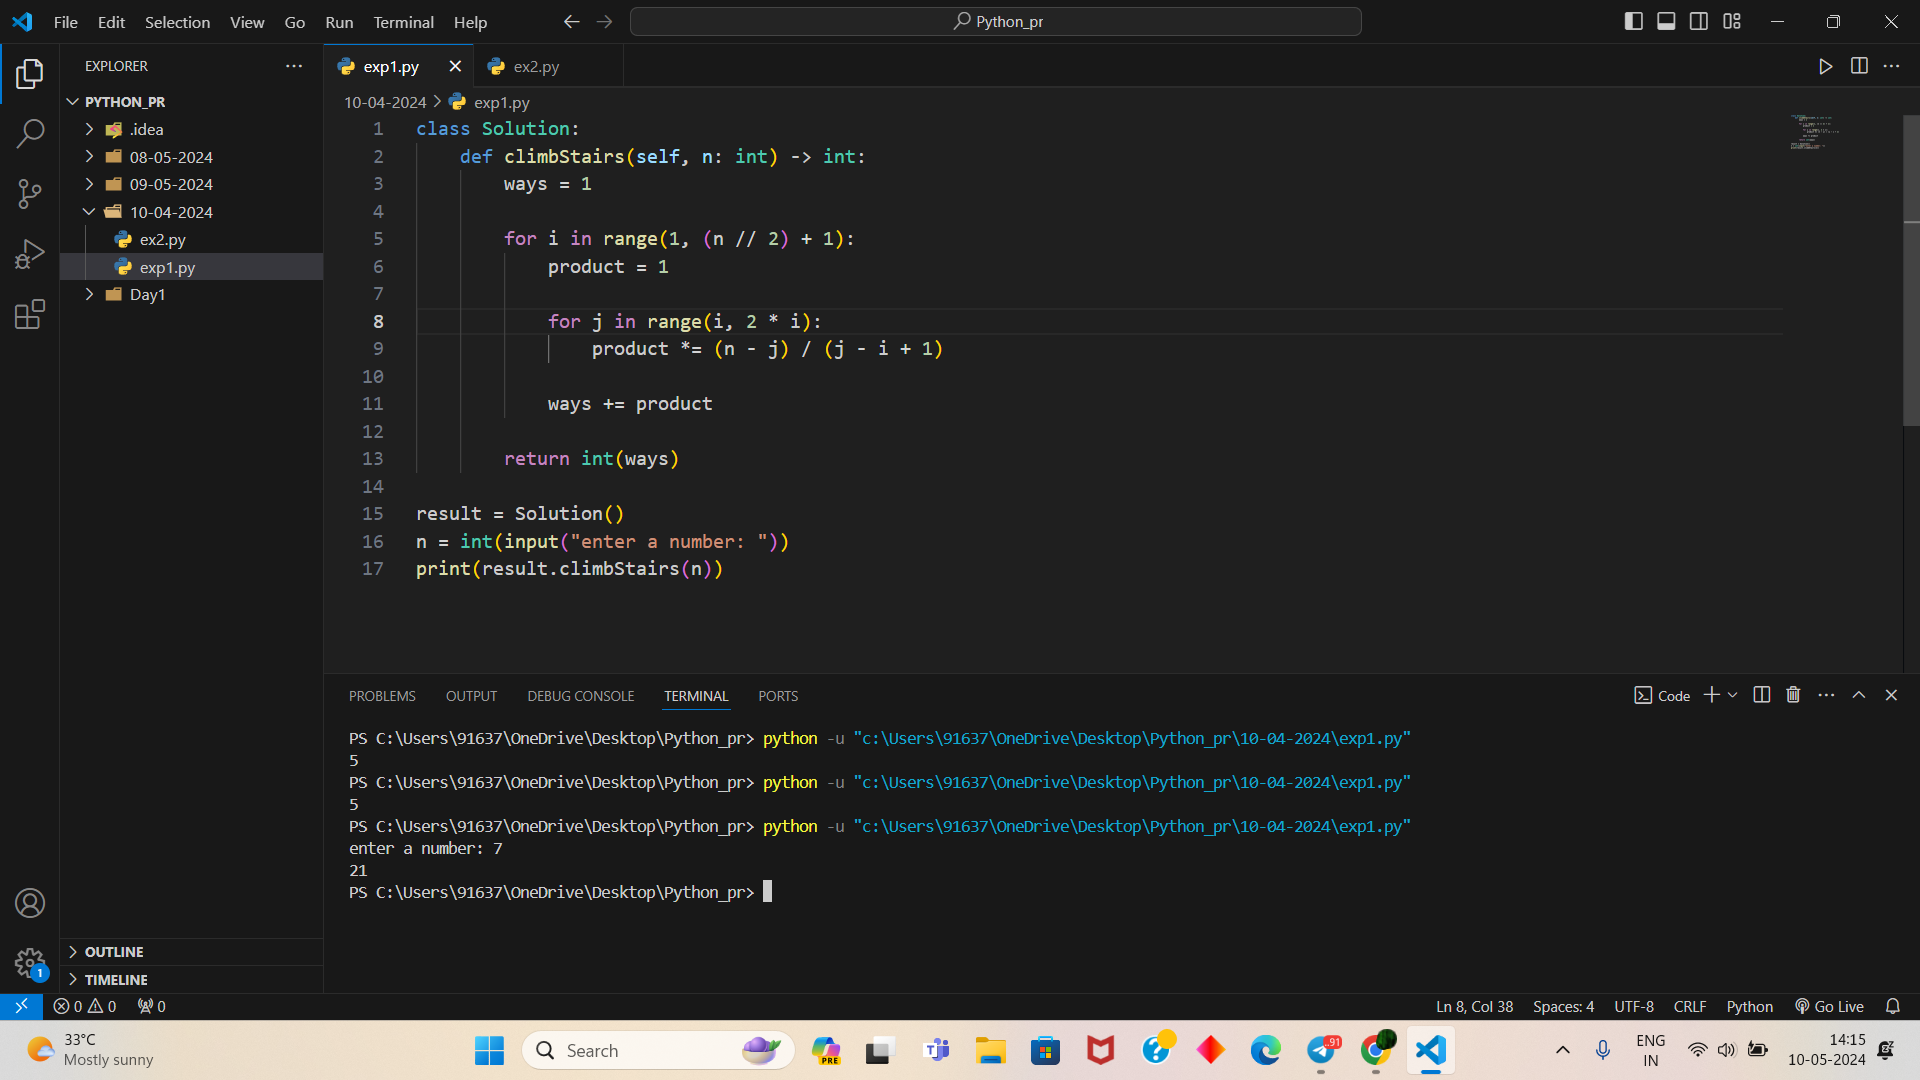 File Edit Selection View Go Run Terminal Help
Python_pr
EXPLORER
PYTHON_PR
.idea
08-05-2024
09-05-2024
10-04-2024
ex2.py
exp1.py
Day1
OUTLINE
TIMELINE
exp1.py ex2.py
10-04-2024 > exp1.py
1 class Solution:
2 def climbStairs(self, n: int) -> int:
3 ways = 1
4
5 for i in range(1, (n // 2) + 1):
6 product = 1
7
8 for j in range(i, 2 * i):
9 product *= (n - j) / (j - i + 1)
10
11 ways += product
12
13 return int(ways)
14
15 result = Solution()
16 n = int(input("enter a number: "))
17 print(result.climbStairs(n))
PROBLEMS OUTPUT DEBUG CONSOLE TERMINAL PORTS
Code
PS C:\Users\91637\OneDrive\Desktop\Python_pr> python -u "c:\Users\91637\OneDrive\Desktop\Python_pr\10-04-2024\exp1.py"
5
PS C:\Users\91637\OneDrive\Desktop\Python_pr> python -u "c:\Users\91637\OneDrive\Desktop\Python_pr\10-04-2024\exp1.py"
5
PS C:\Users\91637\OneDrive\Desktop\Python_pr> python -u "c:\Users\91637\OneDrive\Desktop\Python_pr\10-04-2024\exp1.py"
enter a number: 7
21
PS C:\Users\91637\OneDrive\Desktop\Python_pr>
1
0 0 0
Ln 8, Col 38 Spaces: 4 UTF-8 CRLF Python Go Live
33°C
Mostly sunny
Search
PRE
..91
ENG
IN
14:15
10-05-2024